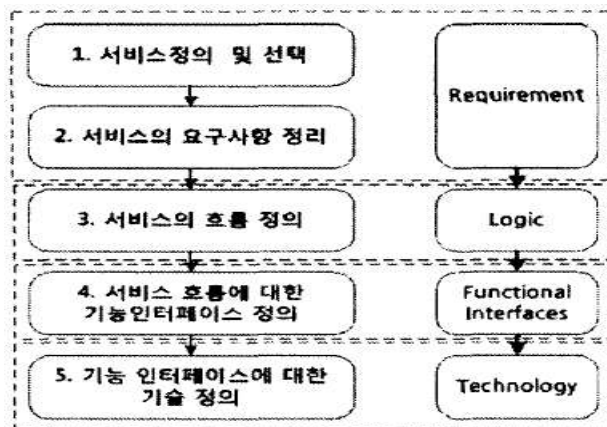 1. 서비스정의 및 선택
2. 서비스의 요구사항 정리
Requirement
3. 서비스의 흐름 정의
Logic
4. 서비스 흐름에 대한
기능인터페이스 정의
Functional
Interfaces
5. 기능 인터페이스에 대한
기술 정의
Technology